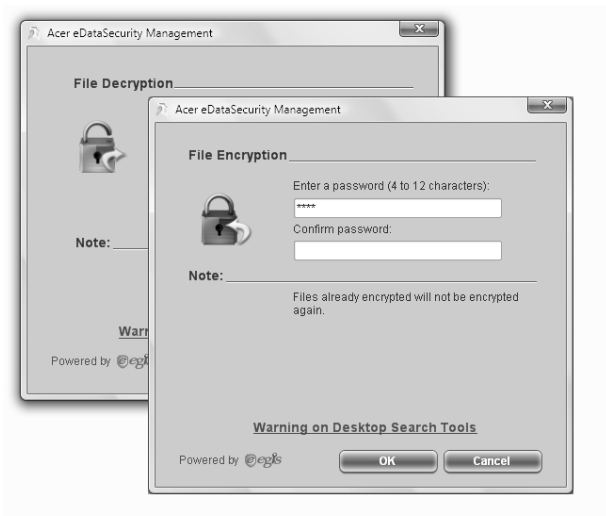 Acer eDataSecurity Management
File Decryption
Note:
Powered by egis
Acer eDataSecurity Management
File Encryption
Enter a password (4 to 12 characters):
****
Confirm password:
Note:
Files already encrypted will not be encrypted
again.
Warning on Desktop Search Tools
Powered by egis
OK
Cancel